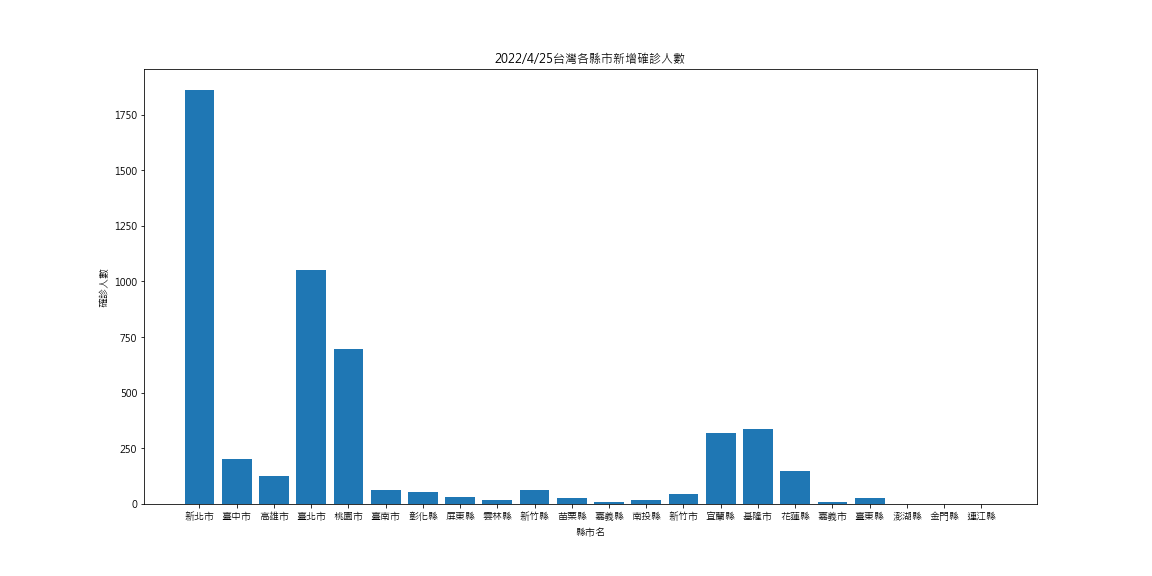 2022/4/25台灣各縣市新增確診人數
1750
1500
1250
1000
750
500
250
0
確診人數
新北市 臺中市 高雄市 臺北市 桃園市 臺南市 彰化縣 屏東縣 雲林縣 新竹縣 苗栗縣 嘉義縣 南投縣 新竹市 宜蘭縣 基隆市 花蓮縣 嘉義市 臺東縣 澎湖縣 金門縣 連江縣
縣市名